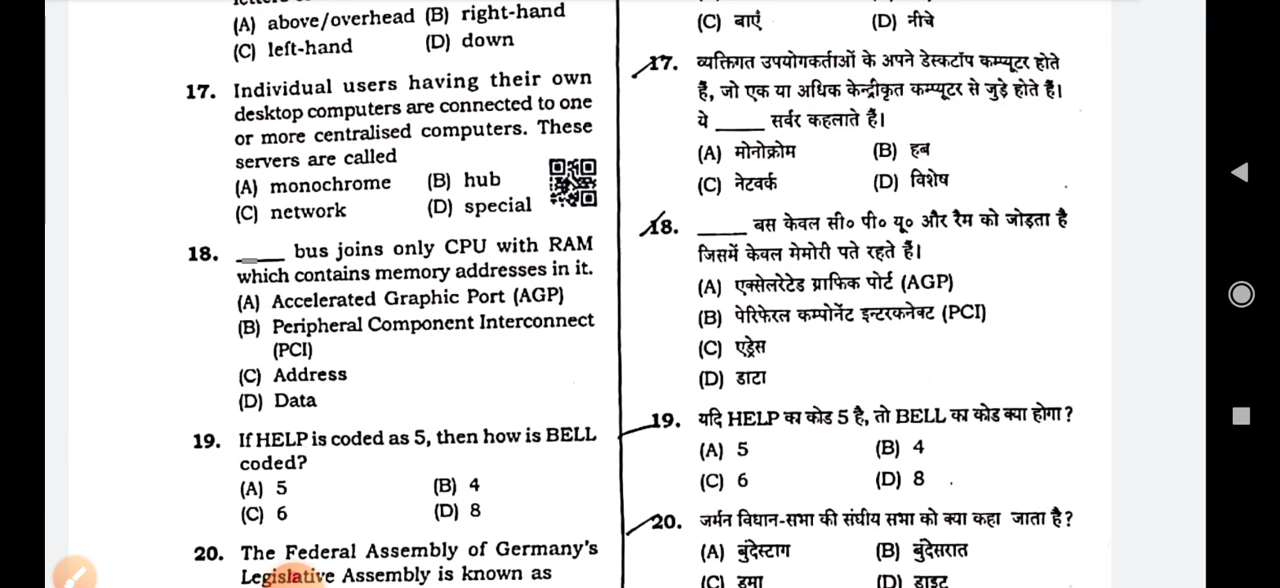 (A) above/overhead (B) right-hand
(C) left-hand (D) down
17. Individual users having their own
desktop computers are connected to one
or more centralised computers. These
servers are called
(A) monochrome (B) hub
(C) network (D) special
18. ____ bus joins only CPU with RAM
which contains memory addresses in it.
(A) Accelerated Graphic Port (AGP)
(B) Peripheral Component Interconnect
(PCI)
(C) Address
(D) Data
19. If HELP is coded as 5, then how is BELL
coded?
(A) 5 (B) 4
(C) 6 (D) 8
20. The Federal Assembly of Germany's
Legislative Assembly is known as
(C) बाएं (D) नीचे
17. व्यक्तिगत उपयोगकर्ताओं के अपने डेस्कटॉप कम्प्यूटर होते
हैं, जो एक या अधिक केन्द्रीकृत कम्प्यूटर से जुड़े होते हैं।
ये ____ सर्वर कहलाते हैं।
(A) मोनोक्रोम (B) हब
(C) नेटवर्क (D) विशेष
18. ____ बस केवल सी० पी० यू० और रैम को जोड़ता है
जिसमें केवल मेमोरी पते रहते हैं।
(A) एक्सेलरेटेड ग्राफिक पोर्ट (AGP)
(B) पेरिफेरल कम्पोनेंट इन्टरकनेक्ट (PCI)
(C) एड्रेस
(D) डाटा
19. यदि HELP का कोड 5 है, तो BELL का कोड क्या होगा ?
(A) 5 (B) 4
(C) 6 (D) 8
20. जर्मन विधान-सभा की संघीय सभा को क्या कहा जाता है ?
(A) बुंदेस्टाग (B) बुंदेसरात
(C) डूमा (D) डाइट